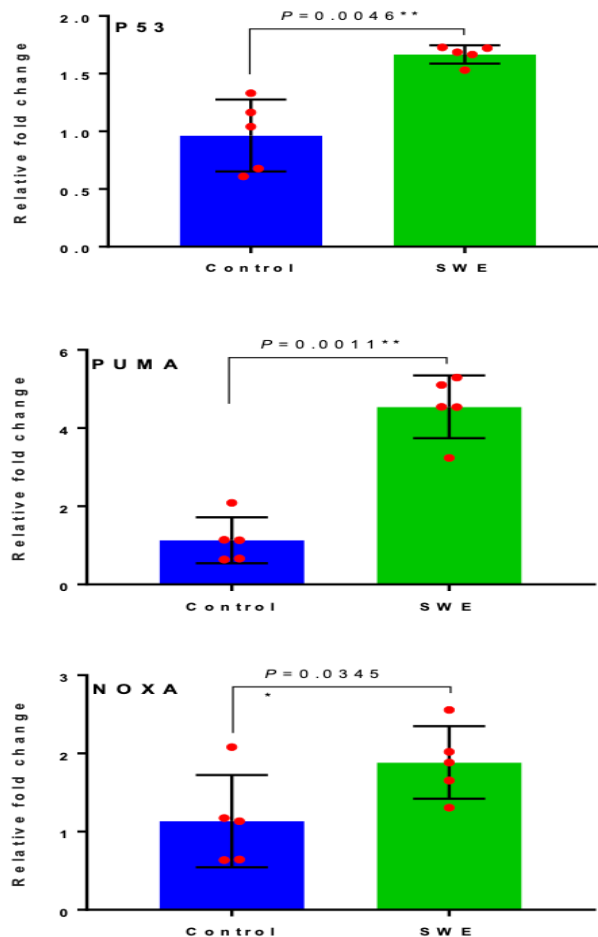 P = 0.0046**
P53
2.0
1.5
1.0
0.5
0.0
Relative fold change
Control
SWE
P = 0.0011**
PUMA
6
4
2
0
Relative fold change
Control
SWE
P = 0.0345
*
NOXA
3
2
1
0
Relative fold change
Control
SWE